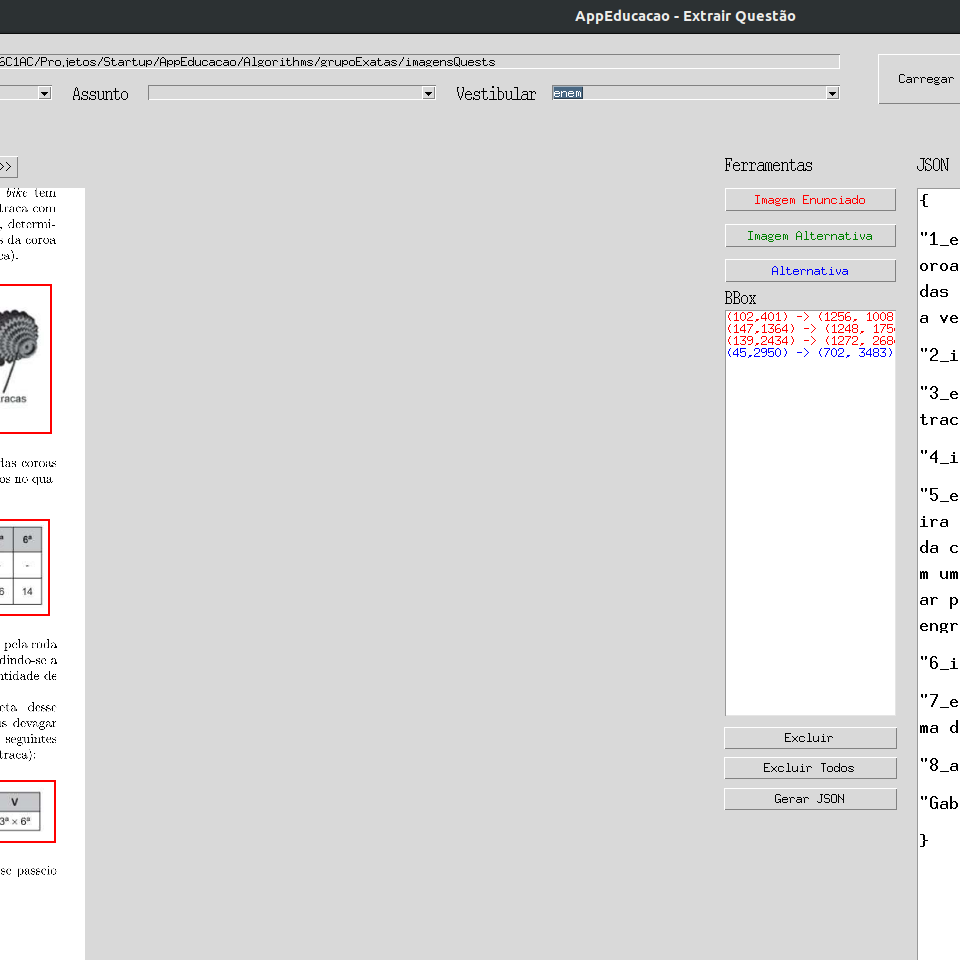 AppEducacao - Extrair Questão
6C1AC/Projetos/Startup/AppEducacao/Algorithms/grupoExatas/imagensQuests
Carregar
Assunto
Vestibular
enem
>>
bike tem
traca com
, determi-
s da coroa
ca).
racas
das coroas
os no qua
ª 6ª
- -
6 14
pela roda
dindo-se a
ntidade de
eta desse
us devagar
seguintes
traca):
V
3ª × 6ª
se passeio
Ferramentas
Imagem Enunciado
Imagem Alternativa
Alternativa
BBox
(102,401) -> (1256, 1008
(147,1364) -> (1248, 175
(139,2434) -> (1272, 268
(45,2950) -> (702, 3483)
Excluir
Excluir Todos
Gerar JSON
JSON
{
"1_e
oroa
das
a ve
"2_i
"3_e
trac
"4_i
"5_e
ira
da c
m um
ar p
engr
"6_i
"7_e
ma d
"8_a
"Gab
}